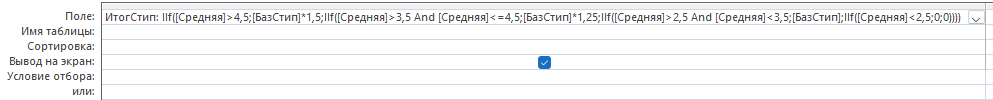 Поле: ИтогСтип: IIf([Средняя]>4,5;[БазСтип]*1,5;IIf([Средняя]>3,5 And [Средняя]<=4,5;[БазСтип]*1,25;IIf([Средняя]>2,5 And [Средняя]<3,5;[БазСтип];IIf([Средняя]<2,5;0;0))))
Имя таблицы:
Сортировка:
Вывод на экран:
Условие отбора:
или: